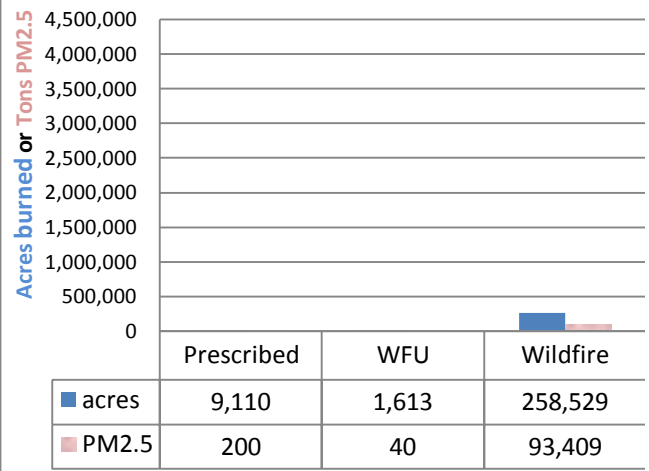 Acres burned or Tons PM2.5
4,500,000
4,000,000
3,500,000
3,000,000
2,500,000
2,000,000
1,500,000
1,000,000
500,000
0
Prescribed WFU Wildfire
acres 9,110 1,613 258,529
PM2.5 200 40 93,409